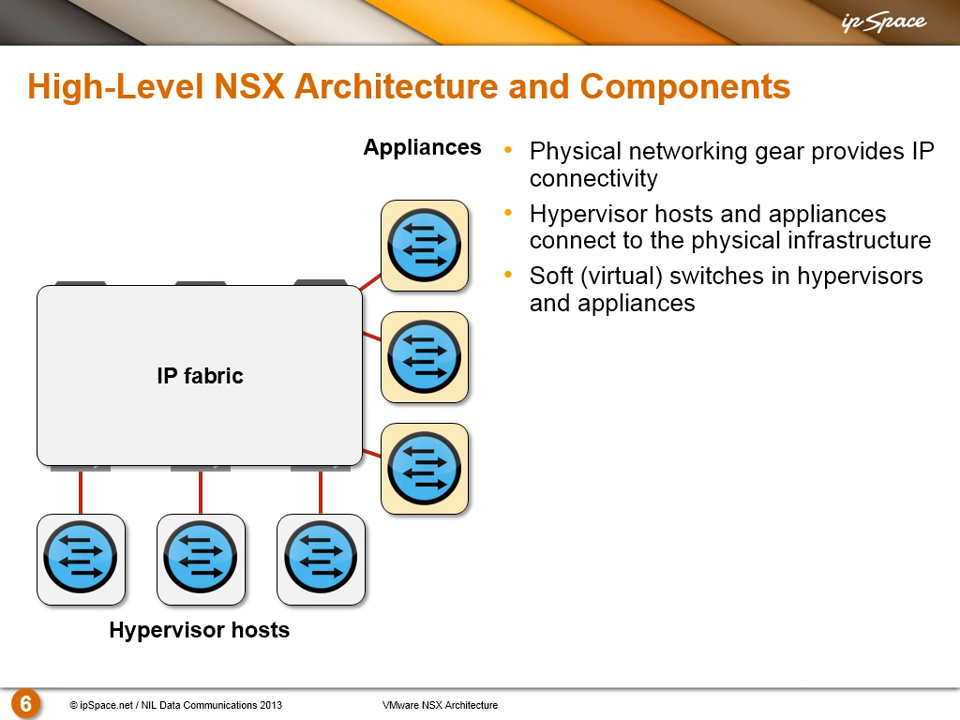 ipSpace
High-Level NSX Architecture and Components
Appliances
IP fabric
Hypervisor hosts
• Physical networking gear provides IP
connectivity
• Hypervisor hosts and appliances
connect to the physical infrastructure
• Soft (virtual) switches in hypervisors
and appliances
6
© ipSpace.net / NIL Data Communications 2013
VMware NSX Architecture